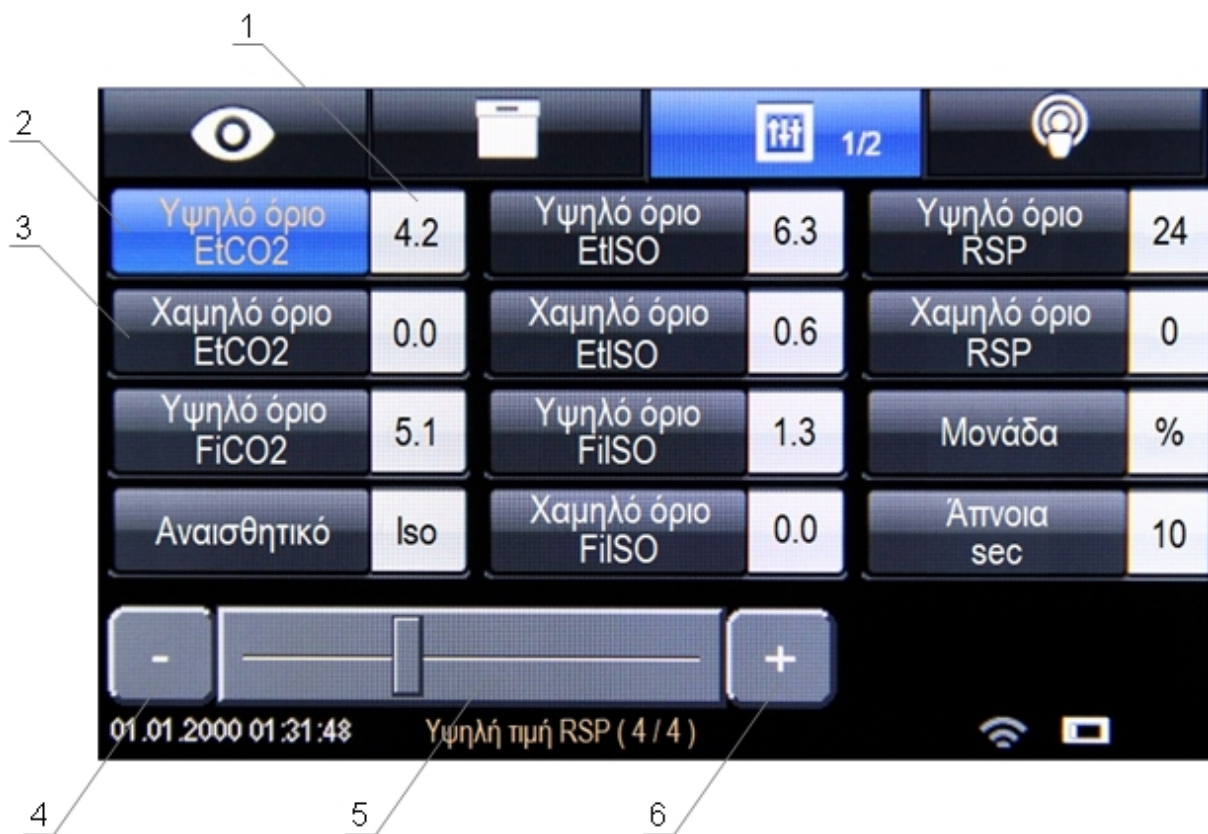 1
2
3
4
5
6
1/2
Υψηλό όριο
EtCO2
4.2
Υψηλό όριο
EtISO
6.3
Υψηλό όριο
RSP
24
Χαμηλό όριο
EtCO2
0.0
Χαμηλό όριο
EtISO
0.6
Χαμηλό όριο
RSP
0
Υψηλό όριο
FiCO2
5.1
Υψηλό όριο
FiISO
1.3
Μονάδα
%
Αναισθητικό
Iso
Χαμηλό όριο
FiISO
0.0
Άπνοια
sec
10
-
+
01.01.2000 01:31:48
Υψηλή τιμή RSP ( 4 / 4 )